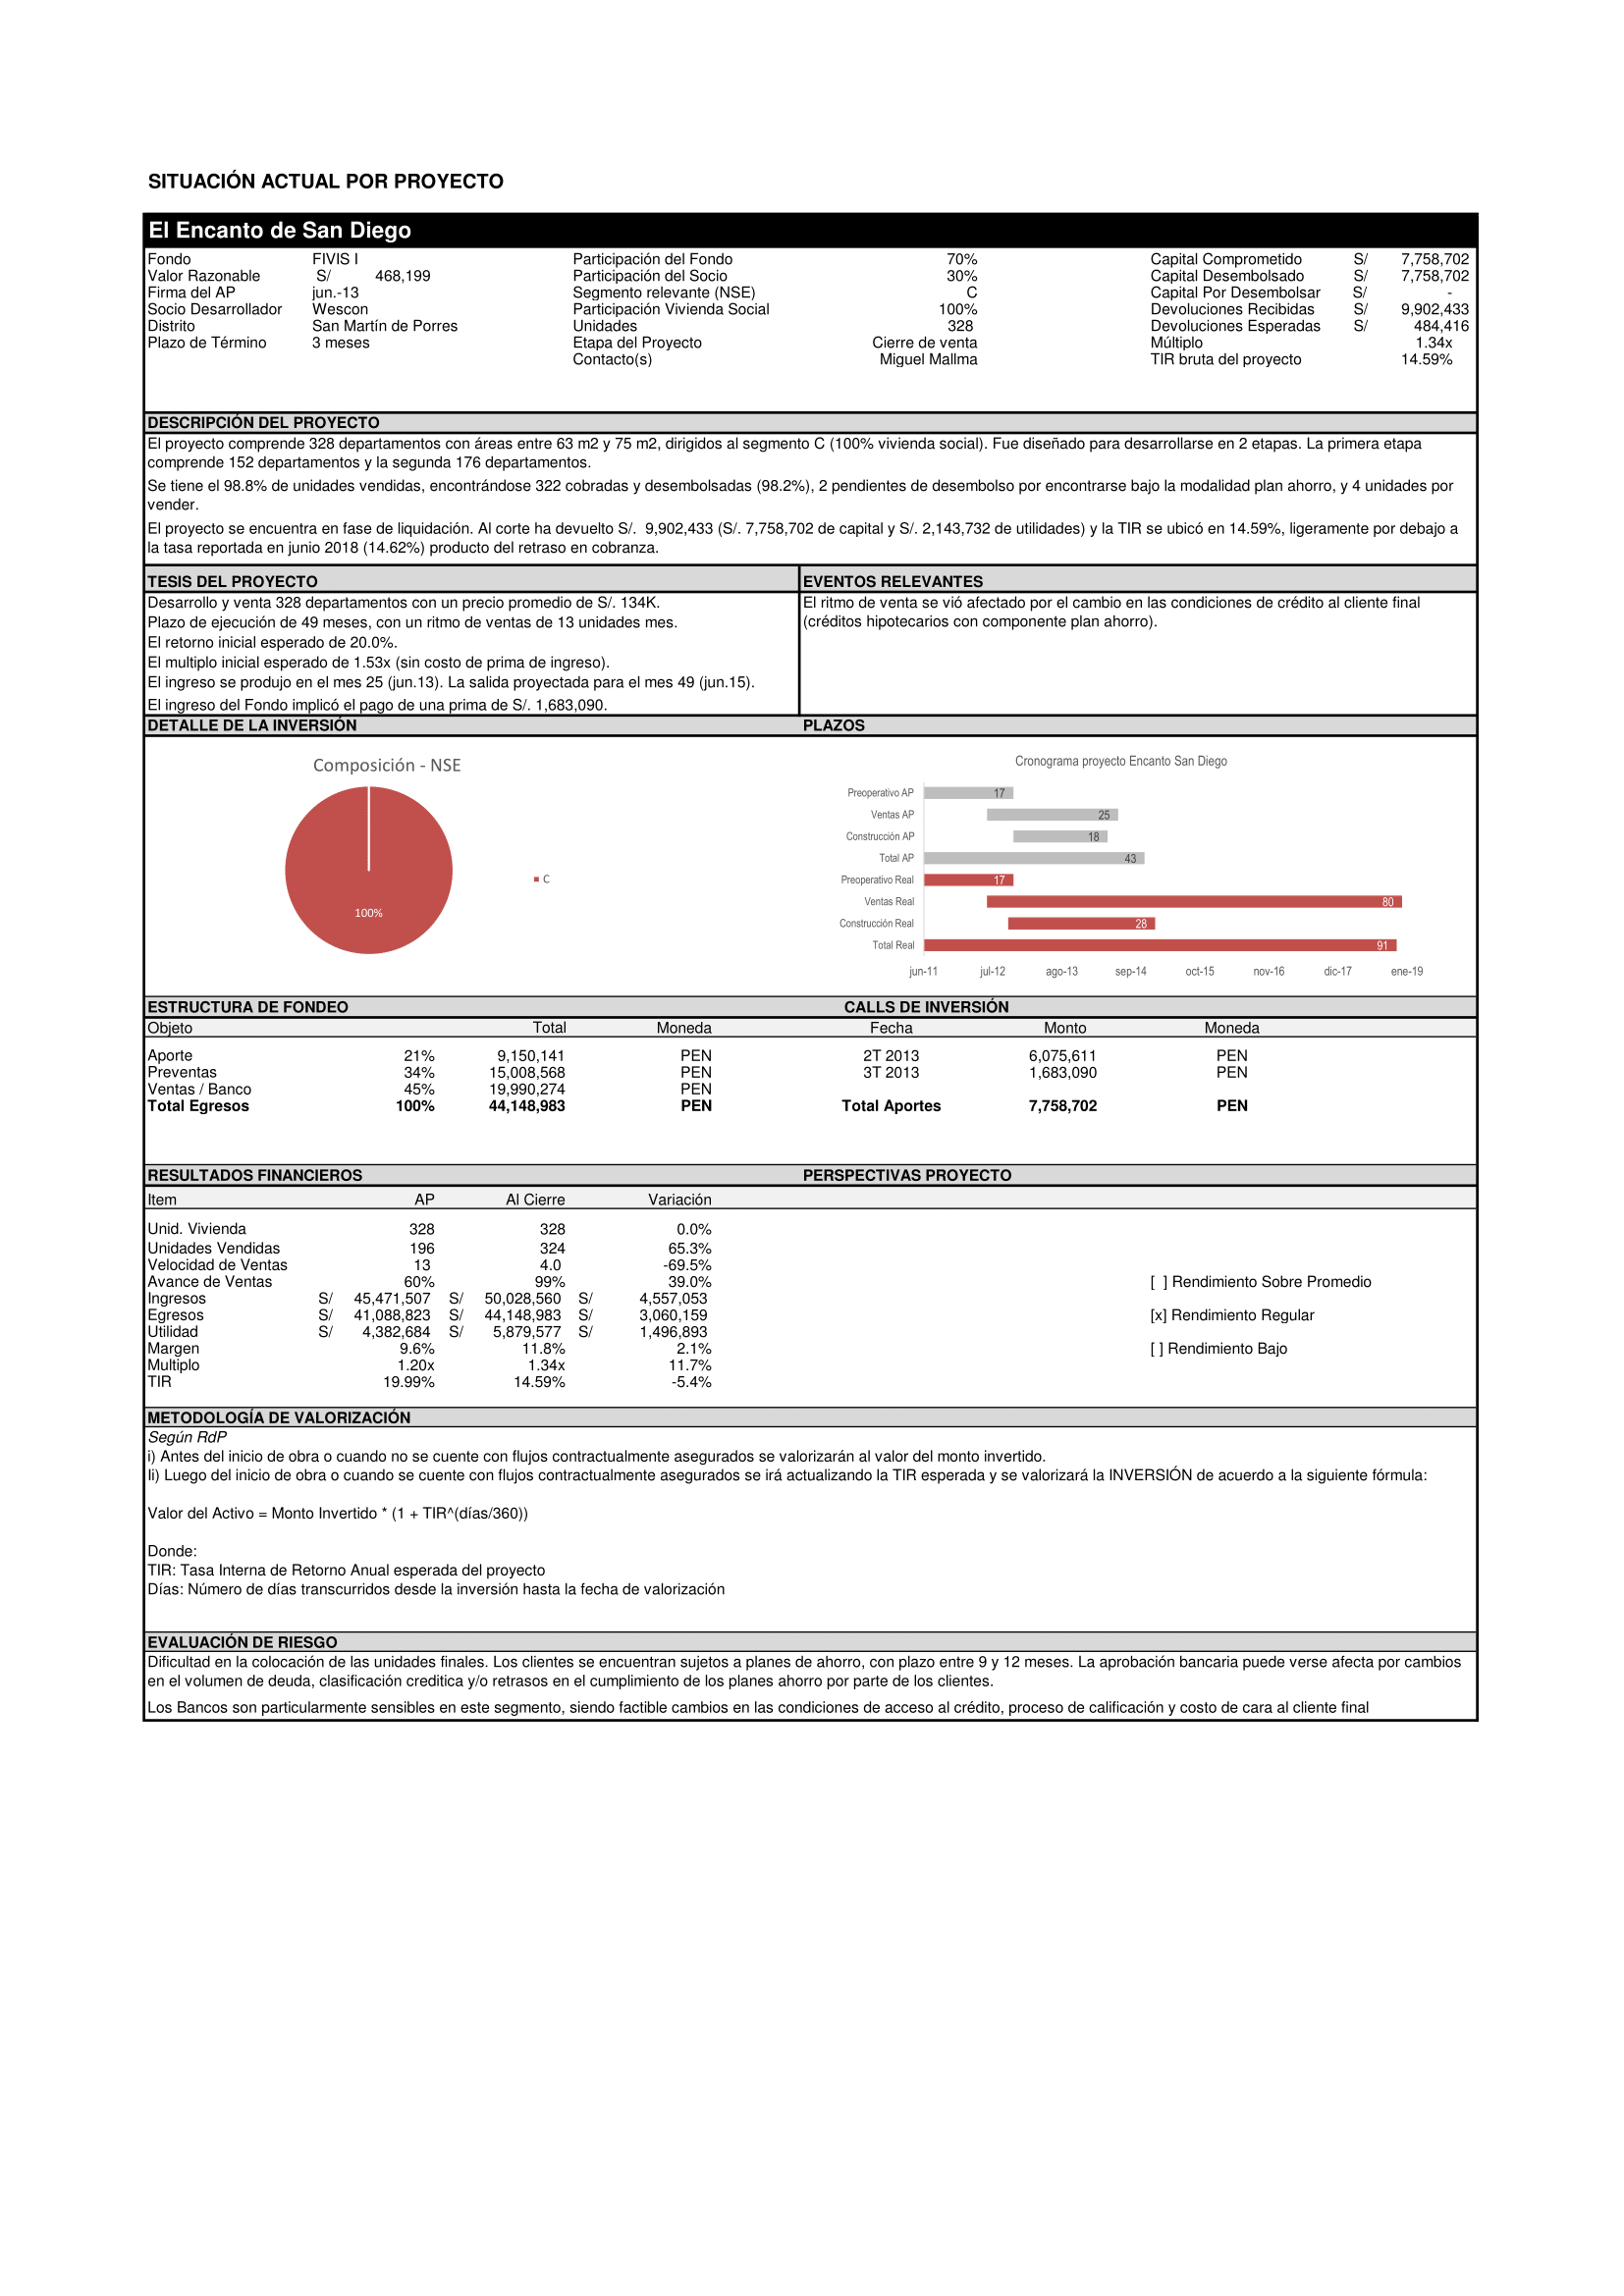 SITUACIÓN ACTUAL POR PROYECTO
El Encanto de San Diego
Fondo FIVIS I Participación del Fondo 70% Capital Comprometido S/ 7,758,702
Valor Razonable S/ 468,199 Participación del Socio 30% Capital Desembolsado S/ 7,758,702
Firma del AP jun.-13 Segmento relevante (NSE) C Capital Por Desembolsar S/ -
Socio Desarrollador Wescon Participación Vivienda Social 100% Devoluciones Recibidas S/ 9,902,433
Distrito San Martín de Porres Unidades 328 Devoluciones Esperadas S/ 484,416
Plazo de Término 3 meses Etapa del Proyecto Cierre de venta Múltiplo 1.34x
Contacto(s) Miguel Mallma TIR bruta del proyecto 14.59%
DESCRIPCIÓN DEL PROYECTO
El proyecto comprende 328 departamentos con áreas entre 63 m2 y 75 m2, dirigidos al segmento C (100% vivienda social). Fue diseñado para desarrollarse en 2 etapas. La primera etapa
comprende 152 departamentos y la segunda 176 departamentos.
Se tiene el 98.8% de unidades vendidas, encontrándose 322 cobradas y desembolsadas (98.2%), 2 pendientes de desembolso por encontrarse bajo la modalidad plan ahorro, y 4 unidades por
vender.
El proyecto se encuentra en fase de liquidación. Al corte ha devuelto S/. 9,902,433 (S/. 7,758,702 de capital y S/. 2,143,732 de utilidades) y la TIR se ubicó en 14.59%, ligeramente por debajo a
la tasa reportada en junio 2018 (14.62%) producto del retraso en cobranza.
TESIS DEL PROYECTO
Desarrollo y venta 328 departamentos con un precio promedio de S/. 134K.
Plazo de ejecución de 49 meses, con un ritmo de ventas de 13 unidades mes.
El retorno inicial esperado de 20.0%.
El multiplo inicial esperado de 1.53x (sin costo de prima de ingreso).
El ingreso se produjo en el mes 25 (jun.13). La salida proyectada para el mes 49 (jun.15).
El ingreso del Fondo implicó el pago de una prima de S/. 1,683,090.
EVENTOS RELEVANTES
El ritmo de venta se vió afectado por el cambio en las condiciones de crédito al cliente final
(créditos hipotecarios con componente plan ahorro).
DETALLE DE LA INVERSIÓN
Composición - NSE
100%
C
PLAZOS
Cronograma proyecto Encanto San Diego
Preoperativo AP 17
Ventas AP 25
Construcción AP 18
Total AP 43
Preoperativo Real 17
Ventas Real 80
Construcción Real 28
Total Real 91
jun-11 jul-12 ago-13 sep-14 oct-15 nov-16 dic-17 ene-19
ESTRUCTURA DE FONDEO CALLS DE INVERSIÓN
Objeto Total Moneda Fecha Monto Moneda
Aporte 21% 9,150,141 PEN 2T 2013 6,075,611 PEN
Preventas 34% 15,008,568 PEN 3T 2013 1,683,090 PEN
Ventas / Banco 45% 19,990,274 PEN
Total Egresos 100% 44,148,983 PEN Total Aportes 7,758,702 PEN
RESULTADOS FINANCIEROS PERSPECTIVAS PROYECTO
Item AP Al Cierre Variación
Unid. Vivienda 328 328 0.0%
Unidades Vendidas 196 324 65.3%
Velocidad de Ventas 13 4.0 -69.5%
Avance de Ventas 60% 99% 39.0% [ ] Rendimiento Sobre Promedio
Ingresos S/ 45,471,507 S/ 50,028,560 S/ 4,557,053
Egresos S/ 41,088,823 S/ 44,148,983 S/ 3,060,159 [x] Rendimiento Regular
Utilidad S/ 4,382,684 S/ 5,879,577 S/ 1,496,893
Margen 9.6% 11.8% 2.1% [ ] Rendimiento Bajo
Multiplo 1.20x 1.34x 11.7%
TIR 19.99% 14.59% -5.4%
METODOLOGÍA DE VALORIZACIÓN
Según RdP
i) Antes del inicio de obra o cuando no se cuente con flujos contractualmente asegurados se valorizarán al valor del monto invertido.
Ii) Luego del inicio de obra o cuando se cuente con flujos contractualmente asegurados se irá actualizando la TIR esperada y se valorizará la INVERSIÓN de acuerdo a la siguiente fórmula:
Valor del Activo = Monto Invertido * (1 + TIR^(días/360))
Donde:
TIR: Tasa Interna de Retorno Anual esperada del proyecto
Días: Número de días transcurridos desde la inversión hasta la fecha de valorización
EVALUACIÓN DE RIESGO
Dificultad en la colocación de las unidades finales. Los clientes se encuentran sujetos a planes de ahorro, con plazo entre 9 y 12 meses. La aprobación bancaria puede verse afecta por cambios
en el volumen de deuda, clasificación creditica y/o retrasos en el cumplimiento de los planes ahorro por parte de los clientes.
Los Bancos son particularmente sensibles en este segmento, siendo factible cambios en las condiciones de acceso al crédito, proceso de calificación y costo de cara al cliente final